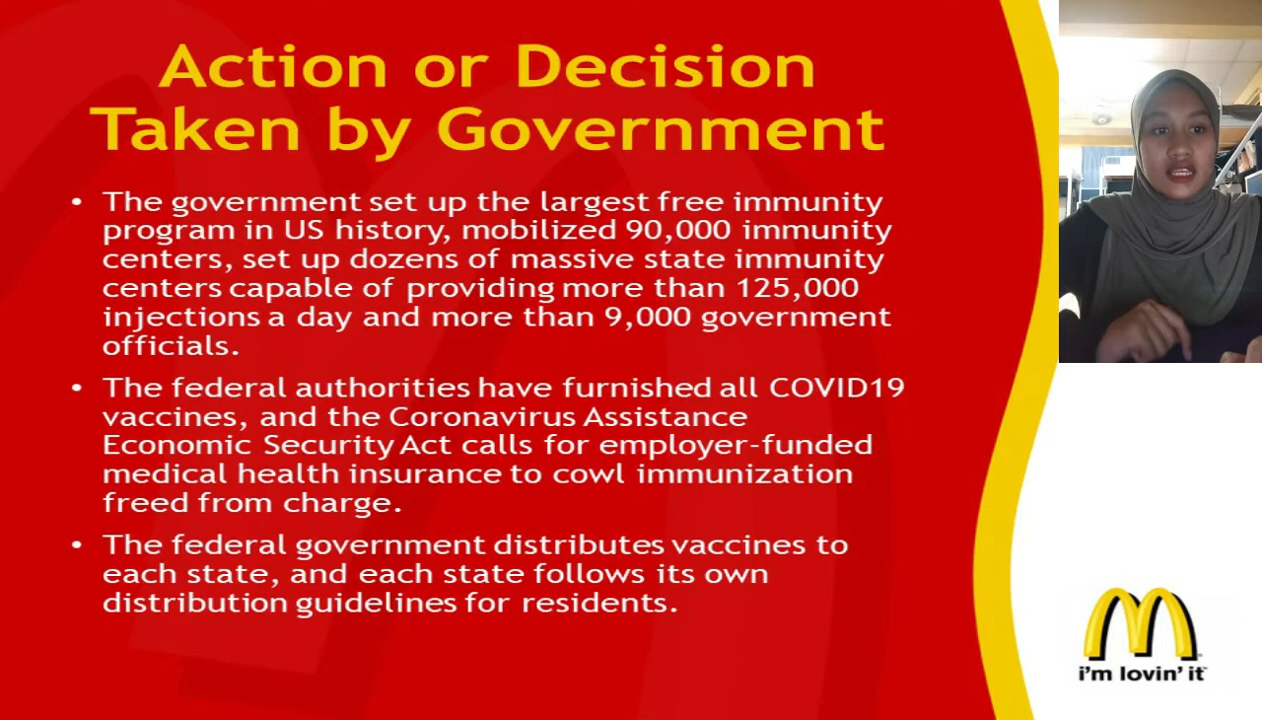 Action or Decision
Taken by Government
• The government set up the largest free immunity
program in US history, mobilized 90,000 immunity
centers, set up dozens of massive state immunity
centers capable of providing more than 125,000
injections a day and more than 9,000 government
officials.
• The federal authorities have furnished all COVID19
vaccines, and the Coronavirus Assistance
Economic Security Act calls for employer-funded
medical health insurance to cowl immunization
freed from charge.
• The federal government distributes vaccines to
each state, and each state follows its own
distribution guidelines for residents.
i'm lovin' it